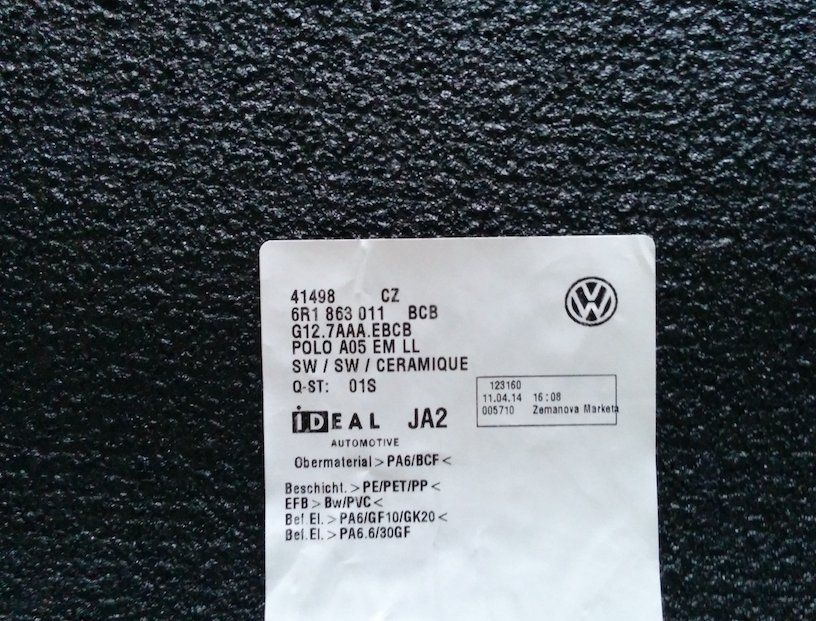 41498 CZ
6R1 863 011 BCB
G12.7AAA.EBCB
POLO A05 EM LL
SW / SW / CERAMIQUE
Q-ST: 01S
123160
11.04.14 16:08
005710 Zemanova Marketa
iDEAL JA2
AUTOMOTIVE
Obermaterial > PA6/BCF <
Beschicht. > PE/PET/PP <
EFB > Bw/PVC <
Bef.El. > PA6/GF10/GK20 <
Bef.El. > PA6.6/30GF